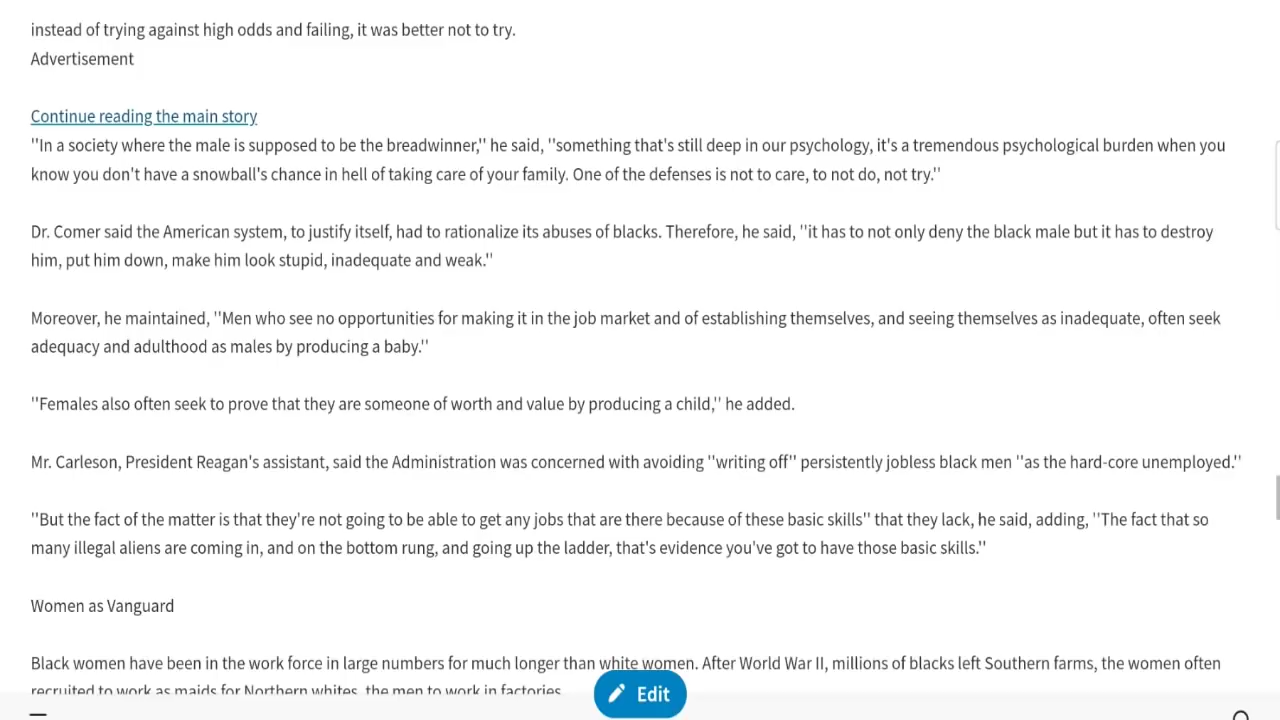 instead of trying against high odds and failing, it was better not to try.
Advertisement
Continue reading the main story
"In a society where the male is supposed to be the breadwinner,'' he said, ''something that's still deep in our psychology, it's a tremendous psychological burden when you
know you don't have a snowball's chance in hell of taking care of your family. One of the defenses is not to care, to not do, not try.''
Dr. Comer said the American system, to justify itself, had to rationalize its abuses of blacks. Therefore, he said, ''it has to not only deny the black male but it has to destroy
him, put him down, make him look stupid, inadequate and weak.''
Moreover, he maintained, ''Men who see no opportunities for making it in the job market and of establishing themselves, and seeing themselves as inadequate, often seek
adequacy and adulthood as males by producing a baby.''
''Females also often seek to prove that they are someone of worth and value by producing a child,'' he added.
Mr. Carleson, President Reagan's assistant, said the Administration was concerned with avoiding ''writing off'' persistently jobless black men ''as the hard-core unemployed.''
''But the fact of the matter is that they're not going to be able to get any jobs that are there because of these basic skills'' that they lack, he said, adding, ''The fact that so
many illegal aliens are coming in, and on the bottom rung, and going up the ladder, that's evidence you've got to have those basic skills.''
Women as Vanguard
Black women have been in the work force in large numbers for much longer than white women. After World War II, millions of blacks left Southern farms, the women often
recruited to work as maids for Northern whites, the men to work in factories.
Edit